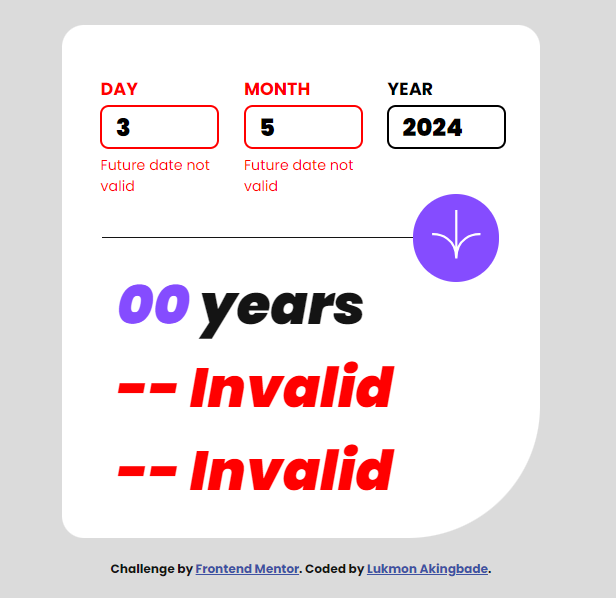 DAY MONTH YEAR
3 5 2024
Future date not valid
Future date not valid
00 years
-- Invalid
-- Invalid
Challenge by Frontend Mentor. Coded by Lukmon Akingbade.